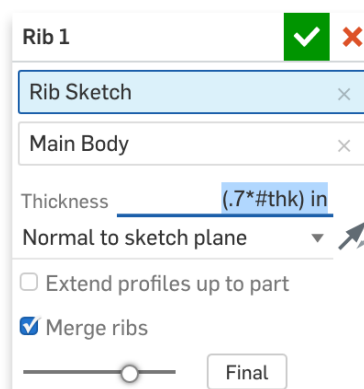 Rib 1
Rib Sketch
Main Body
Thickness (.7*#thk) in
Normal to sketch plane
Extend profiles up to part
Merge ribs
Final